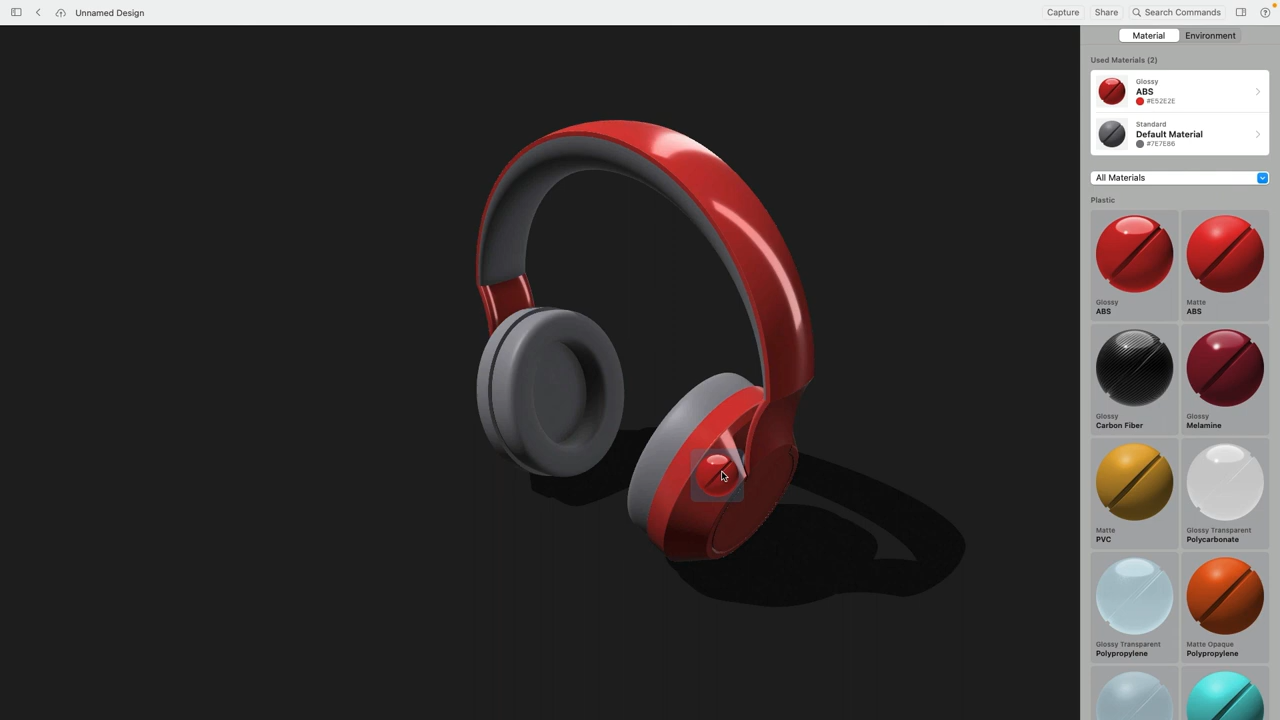 Unnamed Design
Capture
Share
Search Commands
Material
Environment
Used Materials (2)
Glossy
ABS
#E52E2E
Standard
Default Material
#7E7E86
All Materials
Plastic
Glossy
ABS
Matte
ABS
Glossy
Carbon Fiber
Glossy
Melamine
Matte
PVC
Glossy Transparent
Polycarbonate
Glossy Transparent
Polypropylene
Matte Opaque
Polypropylene